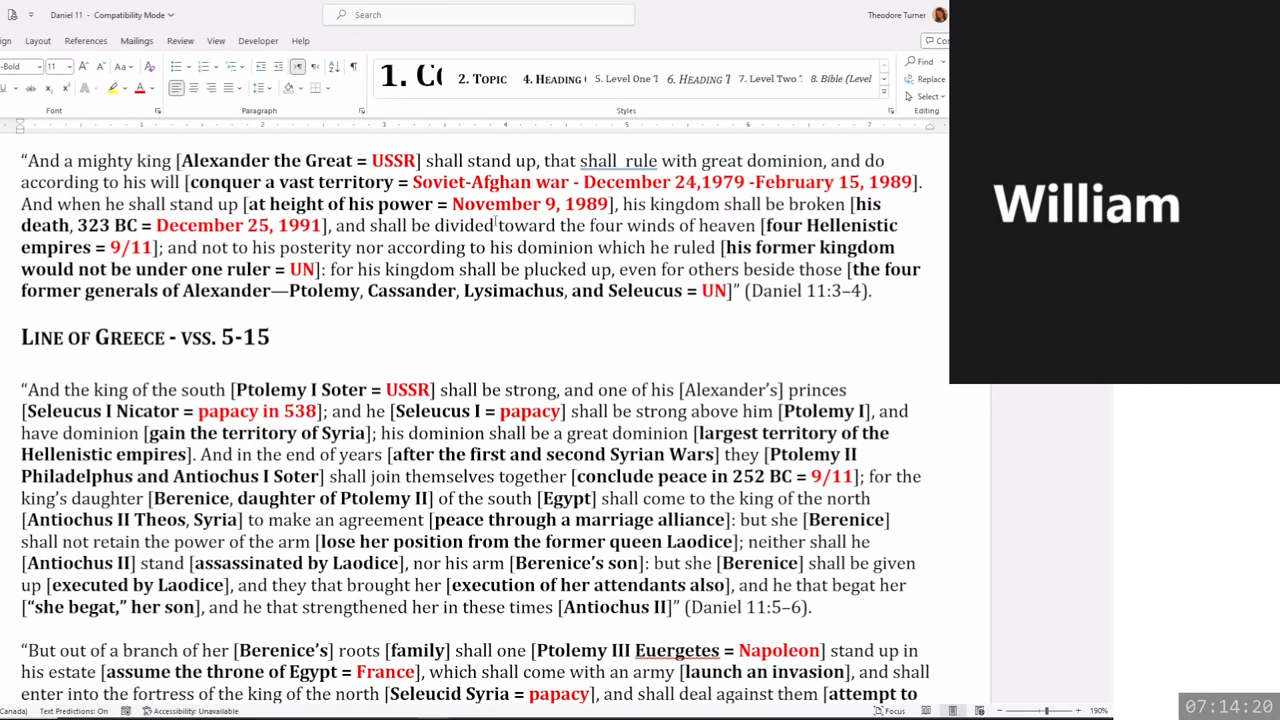 Daniel 11 - Compatibility Mode
Search
Theodore Turner
Layout References Mailings Review View Developer Help
Bold 11
1. Co 2. Topic 4. Heading 5. Level One T 6. Heading T 7. Level Two 8. Bible (Level
Find
Replace
Select
Font Paragraph Styles Editing
1 2 3 4 5 6 7
“And a mighty king [Alexander the Great = USSR] shall stand up, that shall rule with great dominion, and do
according to his will [conquer a vast territory = Soviet-Afghan war - December 24,1979 -February 15, 1989].
And when he shall stand up [at height of his power = November 9, 1989], his kingdom shall be broken [his
death, 323 BC = December 25, 1991], and shall be divided toward the four winds of heaven [four Hellenistic
empires = 9/11]; and not to his posterity nor according to his dominion which he ruled [his former kingdom
would not be under one ruler = UN]: for his kingdom shall be plucked up, even for others beside those [the four
former generals of Alexander—Ptolemy, Cassander, Lysimachus, and Seleucus = UN]” (Daniel 11:3–4).
LINE OF GREECE - VSS. 5-15
“And the king of the south [Ptolemy I Soter = USSR] shall be strong, and one of his [Alexander’s] princes
[Seleucus I Nicator = papacy in 538]; and he [Seleucus I = papacy] shall be strong above him [Ptolemy I], and
have dominion [gain the territory of Syria]; his dominion shall be a great dominion [largest territory of the
Hellenistic empires]. And in the end of years [after the first and second Syrian Wars] they [Ptolemy II
Philadelphus and Antiochus I Soter] shall join themselves together [conclude peace in 252 BC = 9/11]; for the
king’s daughter [Berenice, daughter of Ptolemy II] of the south [Egypt] shall come to the king of the north
[Antiochus II Theos, Syria] to make an agreement [peace through a marriage alliance]: but she [Berenice]
shall not retain the power of the arm [lose her position from the former queen Laodice]; neither shall he
[Antiochus II] stand [assassinated by Laodice], nor his arm [Berenice’s son]: but she [Berenice] shall be given
up [executed by Laodice], and they that brought her [execution of her attendants also], and he that begat her
[“she begat,” her son], and he that strengthened her in these times [Antiochus II]” (Daniel 11:5–6).
“But out of a branch of her [Berenice’s] roots [family] shall one [Ptolemy III Euergetes = Napoleon] stand up in
his estate [assume the throne of Egypt = France], which shall come with an army [launch an invasion], and shall
enter into the fortress of the king of the north [Seleucid Syria = papacy], and shall deal against them [attempt to
Canada) Text Predictions: On Accessibility: Unavailable Focus 190%
William
07:14:20